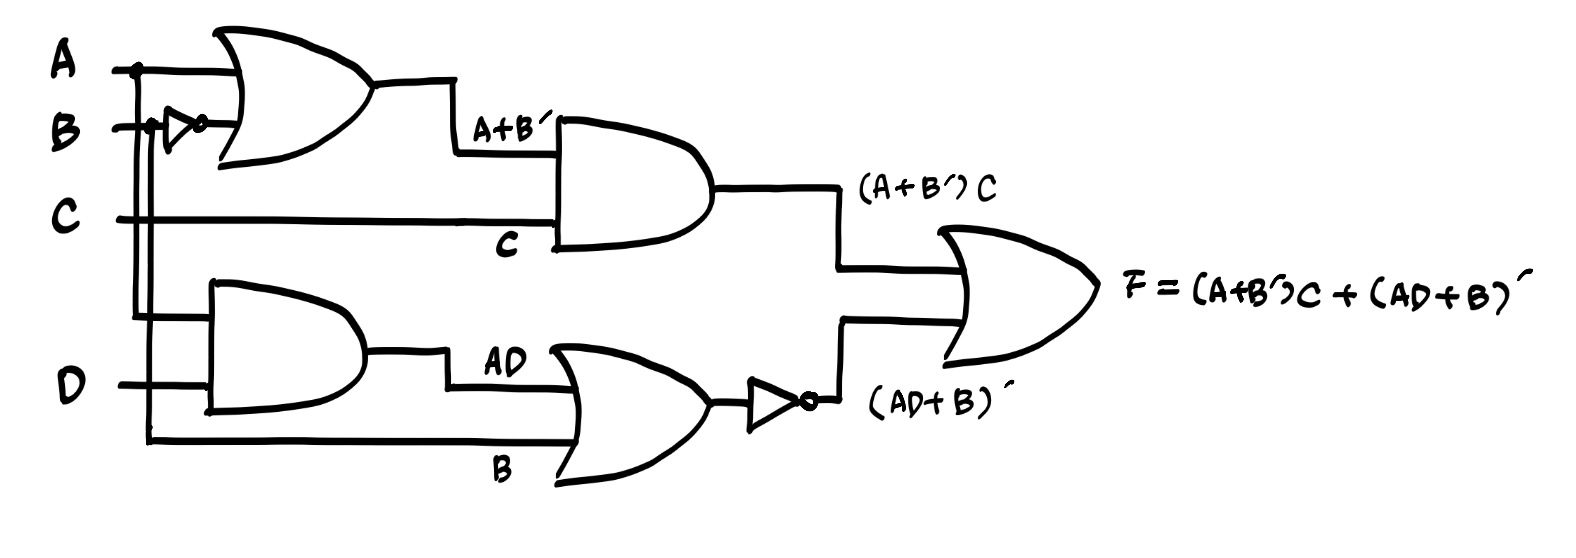 A
B
C
D
A+B′
C
(A+B′)C
AD
B
(AD+B)′
F = (A+B′)C + (AD+B)′